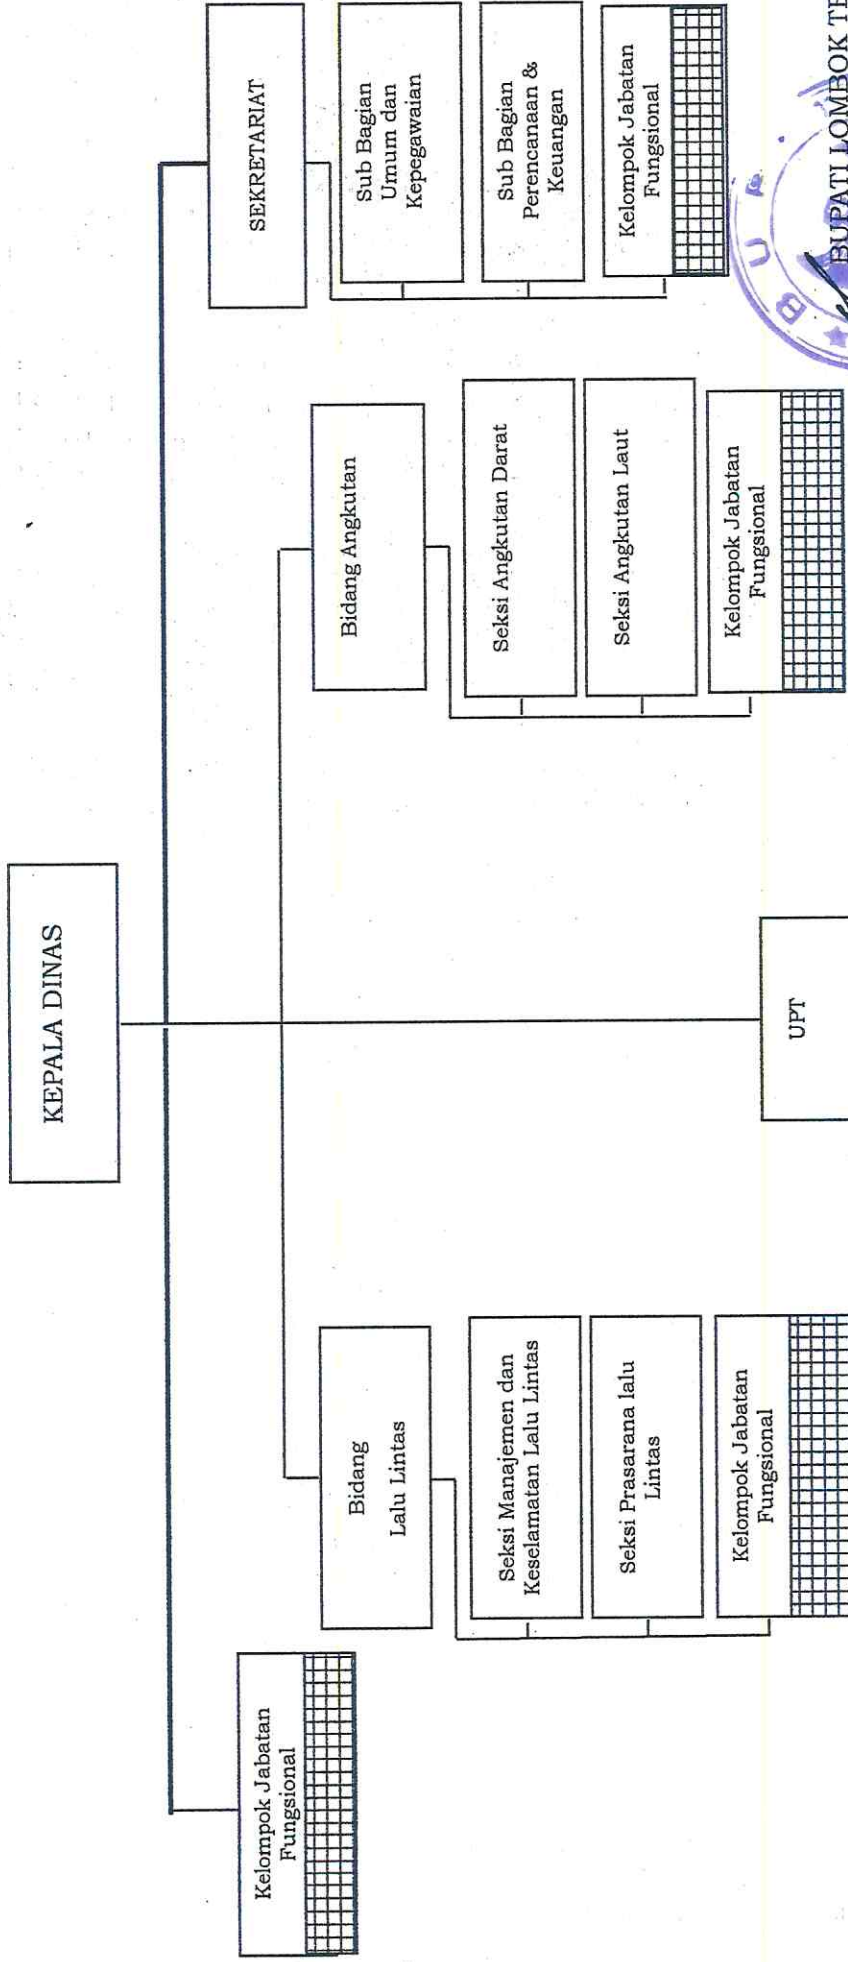 KEPALA DINAS
Kelompok Jabatan
Fungsional
SEKRETARIAT
Sub Bagian
Umum dan
Kepegawaian
Sub Bagian
Perencanaan &
Keuangan
Kelompok Jabatan
Fungsional
Bidang
Lalu Lintas
Seksi Manajemen dan
Keselamatan Lalu Lintas
Seksi Prasarana lalu
Lintas
Kelompok Jabatan
Fungsional
Bidang Angkutan
Seksi Angkutan Darat
Seksi Angkutan Laut
Kelompok Jabatan
Fungsional
UPT
BUPATI LOMBOK